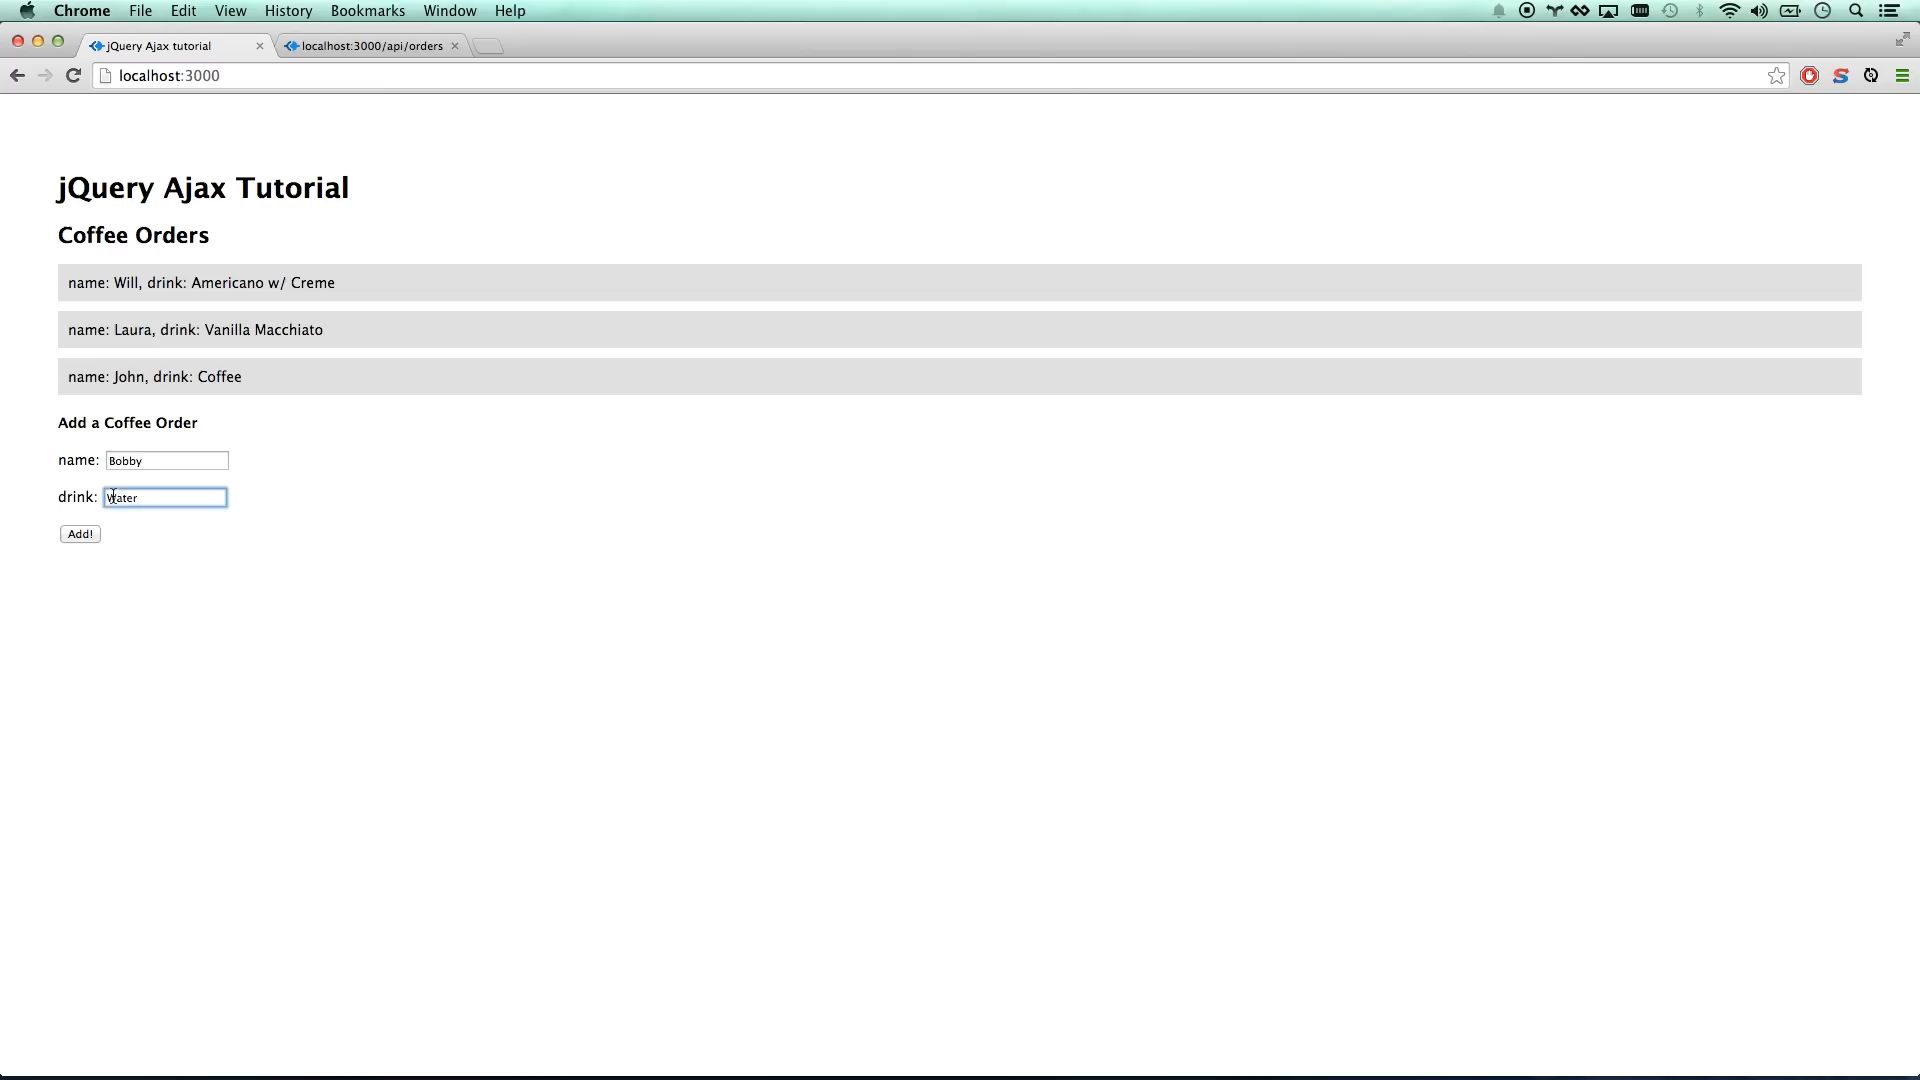 Chrome File Edit View History Bookmarks Window Help
jQuery Ajax tutorial
localhost:3000/api/orders
localhost:3000
jQuery Ajax Tutorial
Coffee Orders
name: Will, drink: Americano w/ Creme
name: Laura, drink: Vanilla Macchiato
name: John, drink: Coffee
Add a Coffee Order
name: Bobby
drink: Water
Add!